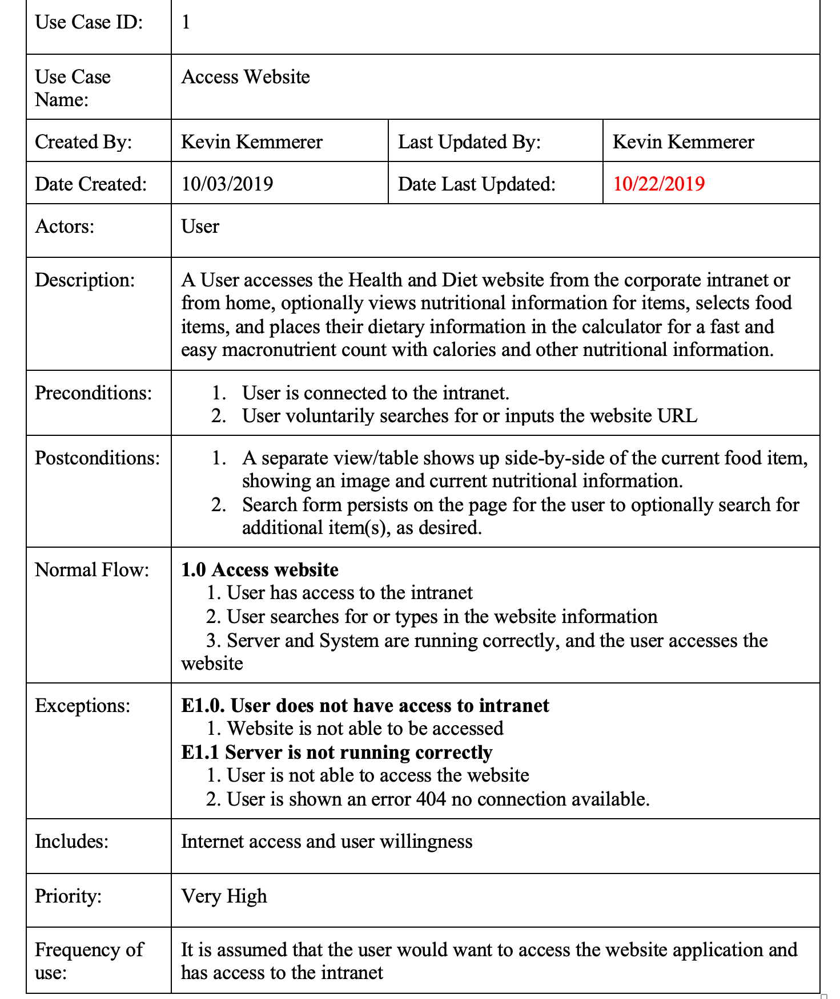 Use Case ID: 1
Use Case
Name:
Access Website
Created By: Kevin Kemmerer Last Updated By: Kevin Kemmerer
Date Created: 10/03/2019 Date Last Updated: 10/22/2019
Actors: User
Description: A User accesses the Health and Diet website from the corporate intranet or
from home, optionally views nutritional information for items, selects food
items, and places their dietary information in the calculator for a fast and
easy macronutrient count with calories and other nutritional information.
Preconditions: 1. User is connected to the intranet.
2. User voluntarily searches for or inputs the website URL
Postconditions: 1. A separate view/table shows up side-by-side of the current food item,
showing an image and current nutritional information.
2. Search form persists on the page for the user to optionally search for
additional item(s), as desired.
Normal Flow: 1.0 Access website
1. User has access to the intranet
2. User searches for or types in the website information
3. Server and System are running correctly, and the user accesses the
website
Exceptions: E1.0. User does not have access to intranet
1. Website is not able to be accessed
E1.1 Server is not running correctly
1. User is not able to access the website
2. User is shown an error 404 no connection available.
Includes: Internet access and user willingness
Priority: Very High
Frequency of
use:
It is assumed that the user would want to access the website application and
has access to the intranet